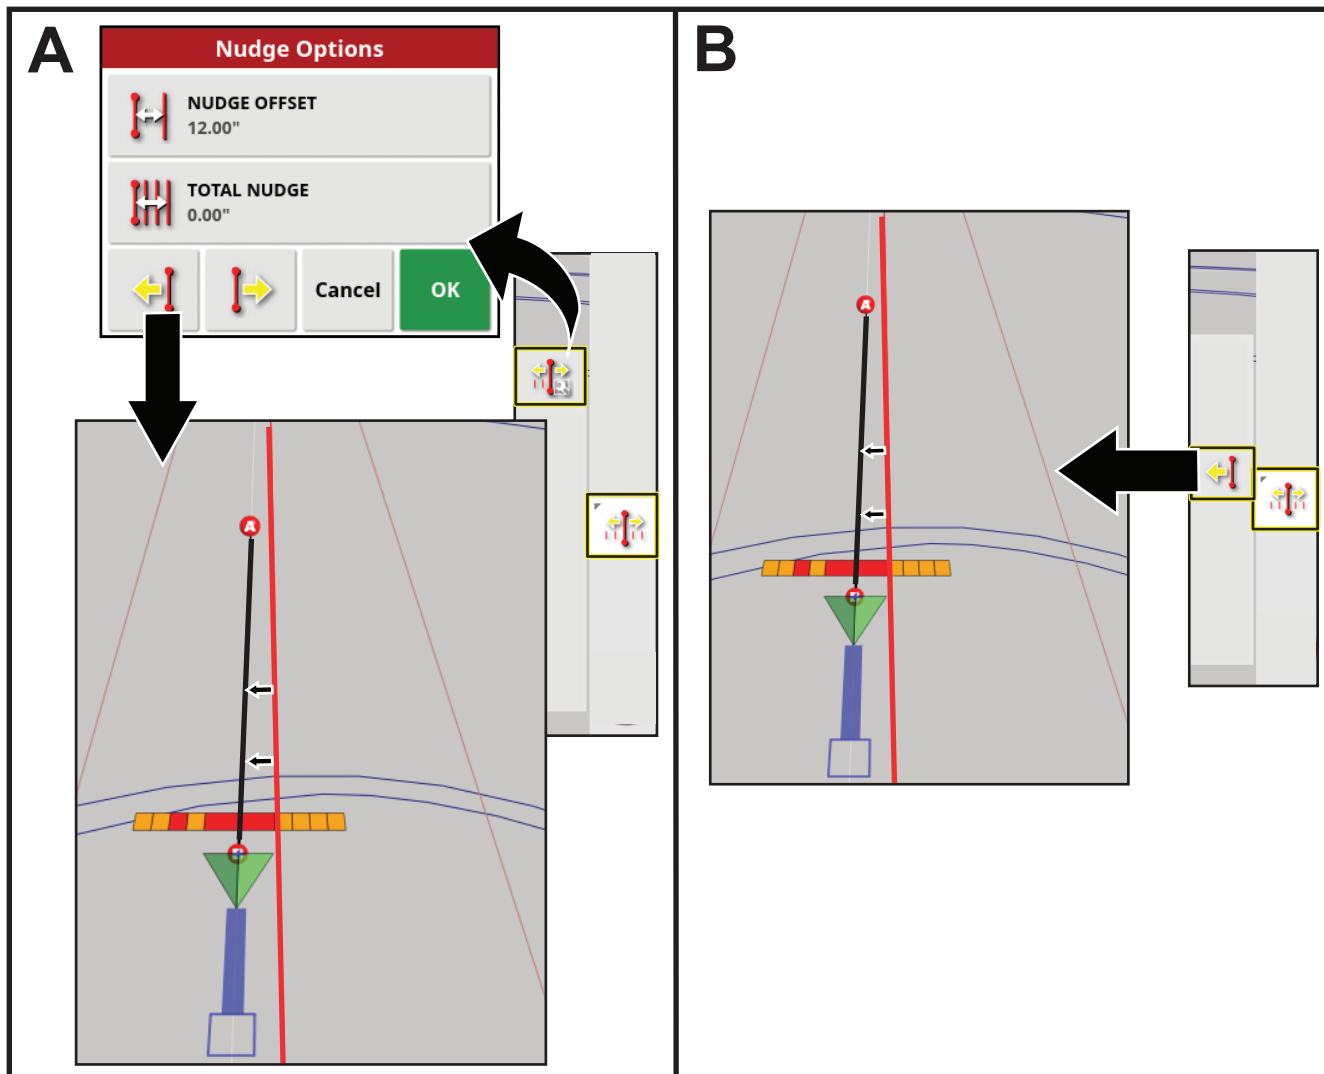 A
Nudge Options
NUDGE OFFSET
12.00"
TOTAL NUDGE
0.00"
Cancel
OK
A
B
A